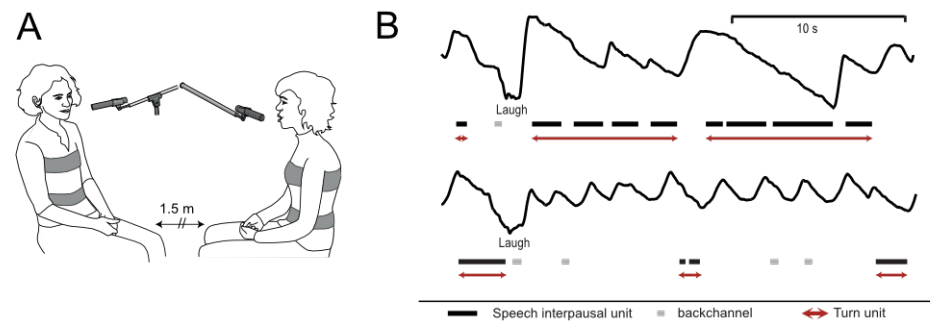 A
1.5 m
B
10 s
Laugh
Laugh
Speech interpausal unit
backchannel
Turn unit